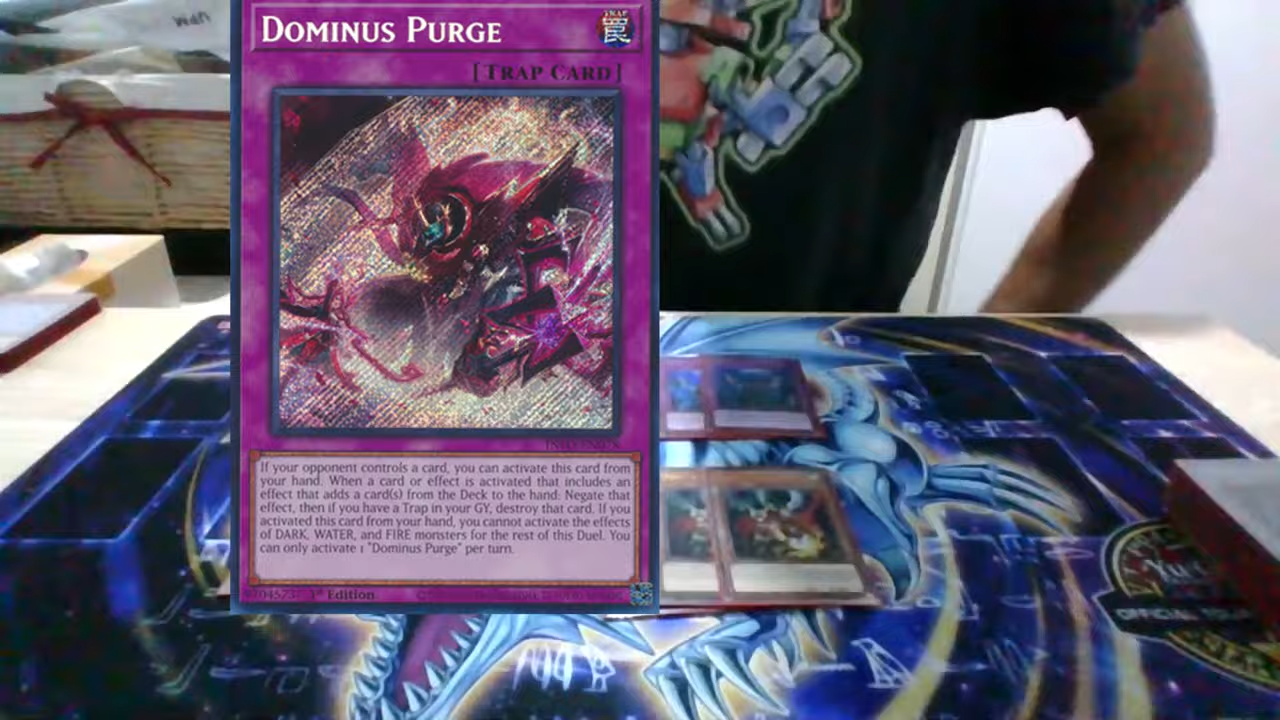 UPM
DOMINUS PURGE
TRAP
罠
[TRAP CARD]
If your opponent controls a card, you can activate this card from
your hand. When a card or effect is activated that includes an
effect that adds a card(s) from the Deck to the hand: Negate that
effect, then if you have a Trap in your GY, destroy that card. If you
activated this card from your hand, you cannot activate the effects
of DARK, WATER, and FIRE monsters for the rest of this Duel. You
can only activate 1 "Dominus Purge" per turn.
1st Edition
OFFICIAL